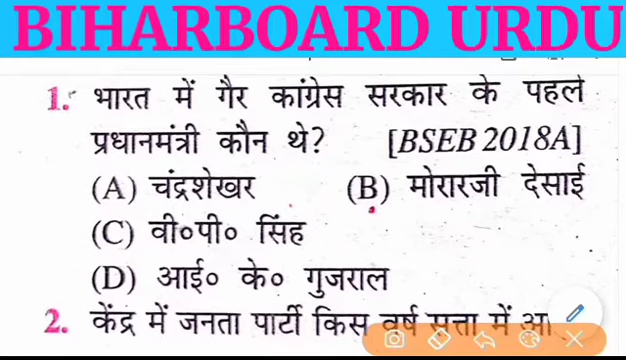 BIHARBOARD URDU
1. भारत में गैर कांग्रेस सरकार के पहले
प्रधानमंत्री कौन थे? [BSEB 2018A]
(A) चंद्रशेखर (B) मोरारजी देसाई
(C) वी०पी० सिंह
(D) आई० के० गुजराल
2. केंद्र में जनता पार्टी किस वर्ष सत्ता में